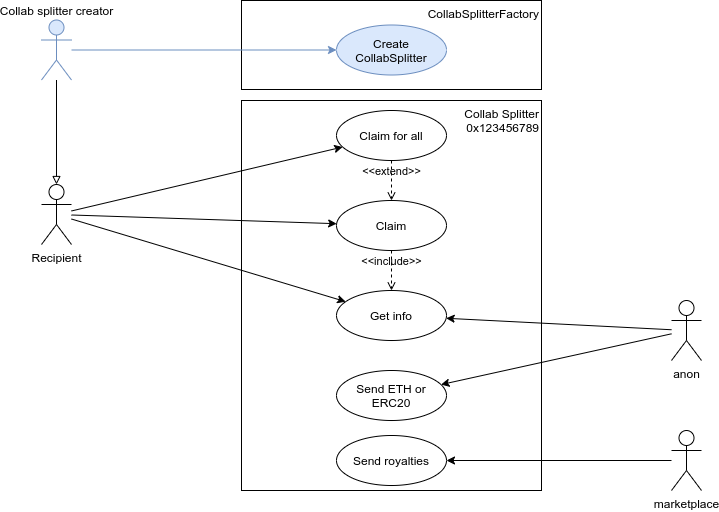 Collab splitter creator
CollabSplitterFactory
Create
CollabSplitter
Collab Splitter
0x123456789
Claim for all
<<extend>>
Claim
Recipient
<<include>>
Get info
anon
Send ETH or
ERC20
Send royalties
marketplace